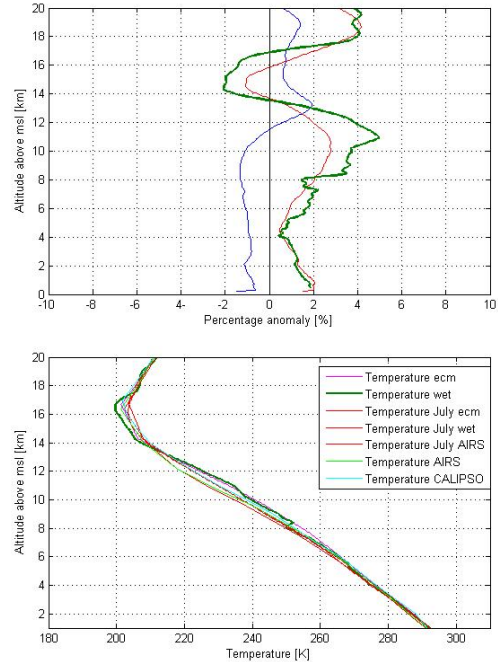 20
18
16
14
12
10
8
6
4
2
0
Altitude above msl [km]
-10 -8 -6 4- -2 0 2 4 6 8 10
Percentage anomaly [%]
20
18
16
14
12
10
8
6
4
2
Altitude above msl [km]
180 200 220 240 260 280 300
Temperature [K]
Temperature ecm
Temperature wet
Temperature July ecm
Temperature July wet
Temperature July AIRS
Temperature AIRS
Temperature CALIPSO